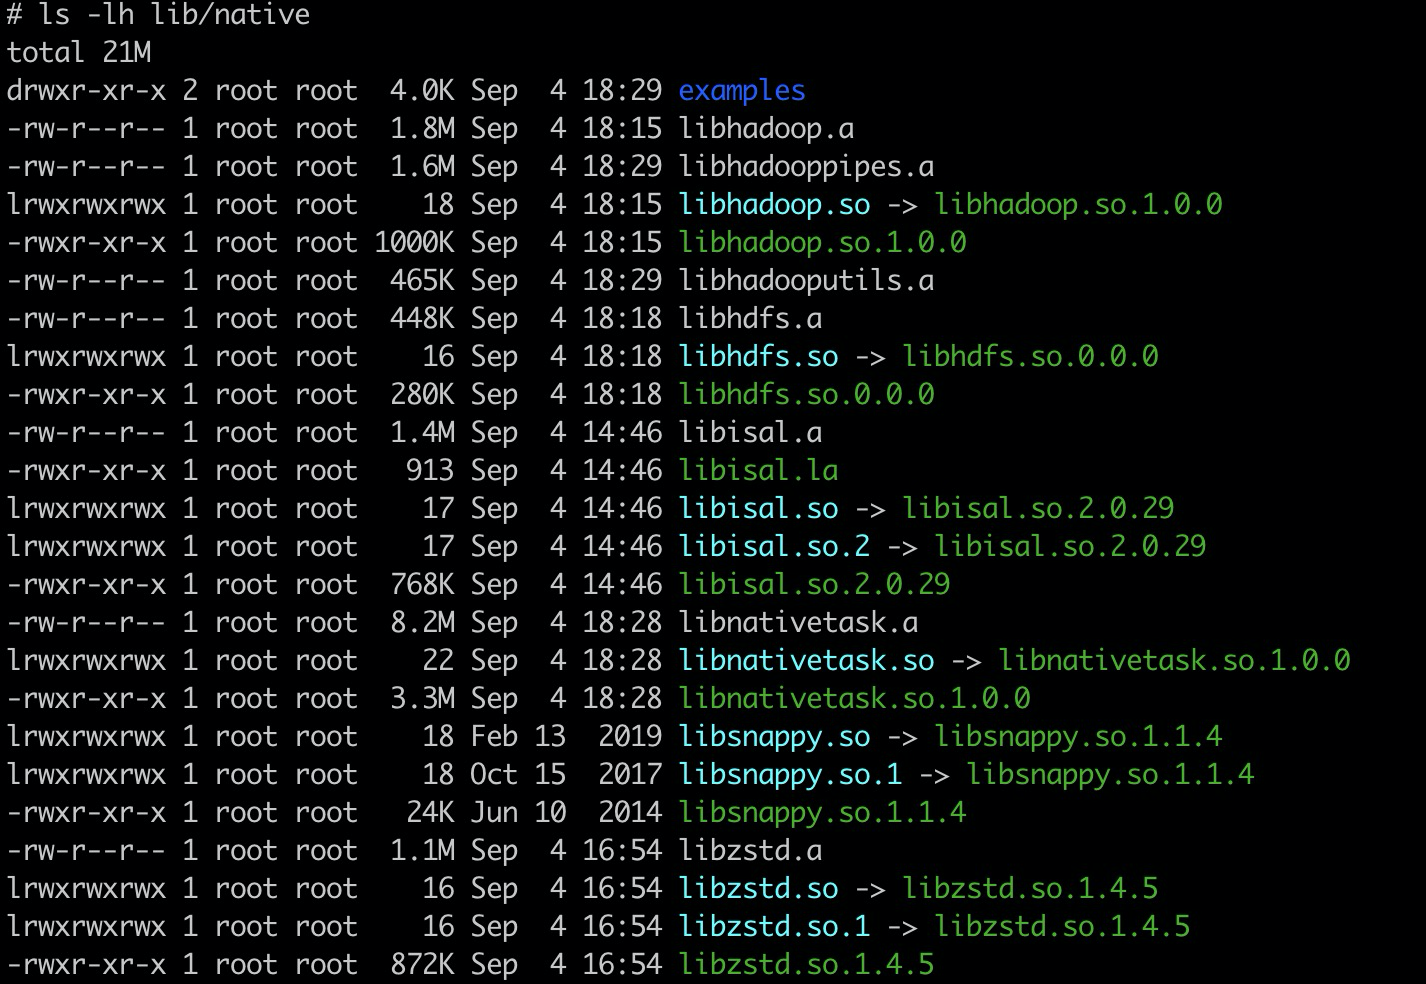 # ls -lh lib/native
total 21M
drwxr-xr-x 2 root root  4.0K Sep  4 18:29 examples
-rw-r--r-- 1 root root  1.8M Sep  4 18:15 libhadoop.a
-rw-r--r-- 1 root root  1.6M Sep  4 18:29 libhadooppipes.a
lrwxrwxrwx 1 root root    18 Sep  4 18:15 libhadoop.so -> libhadoop.so.1.0.0
-rwxr-xr-x 1 root root 1000K Sep  4 18:15 libhadoop.so.1.0.0
-rw-r--r-- 1 root root  465K Sep  4 18:29 libhadooputils.a
-rw-r--r-- 1 root root  448K Sep  4 18:18 libhdfs.a
lrwxrwxrwx 1 root root    16 Sep  4 18:18 libhdfs.so -> libhdfs.so.0.0.0
-rwxr-xr-x 1 root root  280K Sep  4 18:18 libhdfs.so.0.0.0
-rw-r--r-- 1 root root  1.4M Sep  4 14:46 libisal.a
-rwxr-xr-x 1 root root   913 Sep  4 14:46 libisal.la
lrwxrwxrwx 1 root root    17 Sep  4 14:46 libisal.so -> libisal.so.2.0.29
lrwxrwxrwx 1 root root    17 Sep  4 14:46 libisal.so.2 -> libisal.so.2.0.29
-rwxr-xr-x 1 root root  768K Sep  4 14:46 libisal.so.2.0.29
-rw-r--r-- 1 root root  8.2M Sep  4 18:28 libnativetask.a
lrwxrwxrwx 1 root root    22 Sep  4 18:28 libnativetask.so -> libnativetask.so.1.0.0
-rwxr-xr-x 1 root root  3.3M Sep  4 18:28 libnativetask.so.1.0.0
lrwxrwxrwx 1 root root    18 Feb 13  2019 libsnappy.so -> libsnappy.so.1.1.4
lrwxrwxrwx 1 root root    18 Oct 15  2017 libsnappy.so.1 -> libsnappy.so.1.1.4
-rwxr-xr-x 1 root root   24K Jun 10  2014 libsnappy.so.1.1.4
-rw-r--r-- 1 root root  1.1M Sep  4 16:54 libzstd.a
lrwxrwxrwx 1 root root    16 Sep  4 16:54 libzstd.so -> libzstd.so.1.4.5
lrwxrwxrwx 1 root root    16 Sep  4 16:54 libzstd.so.1 -> libzstd.so.1.4.5
-rwxr-xr-x 1 root root  872K Sep  4 16:54 libzstd.so.1.4.5